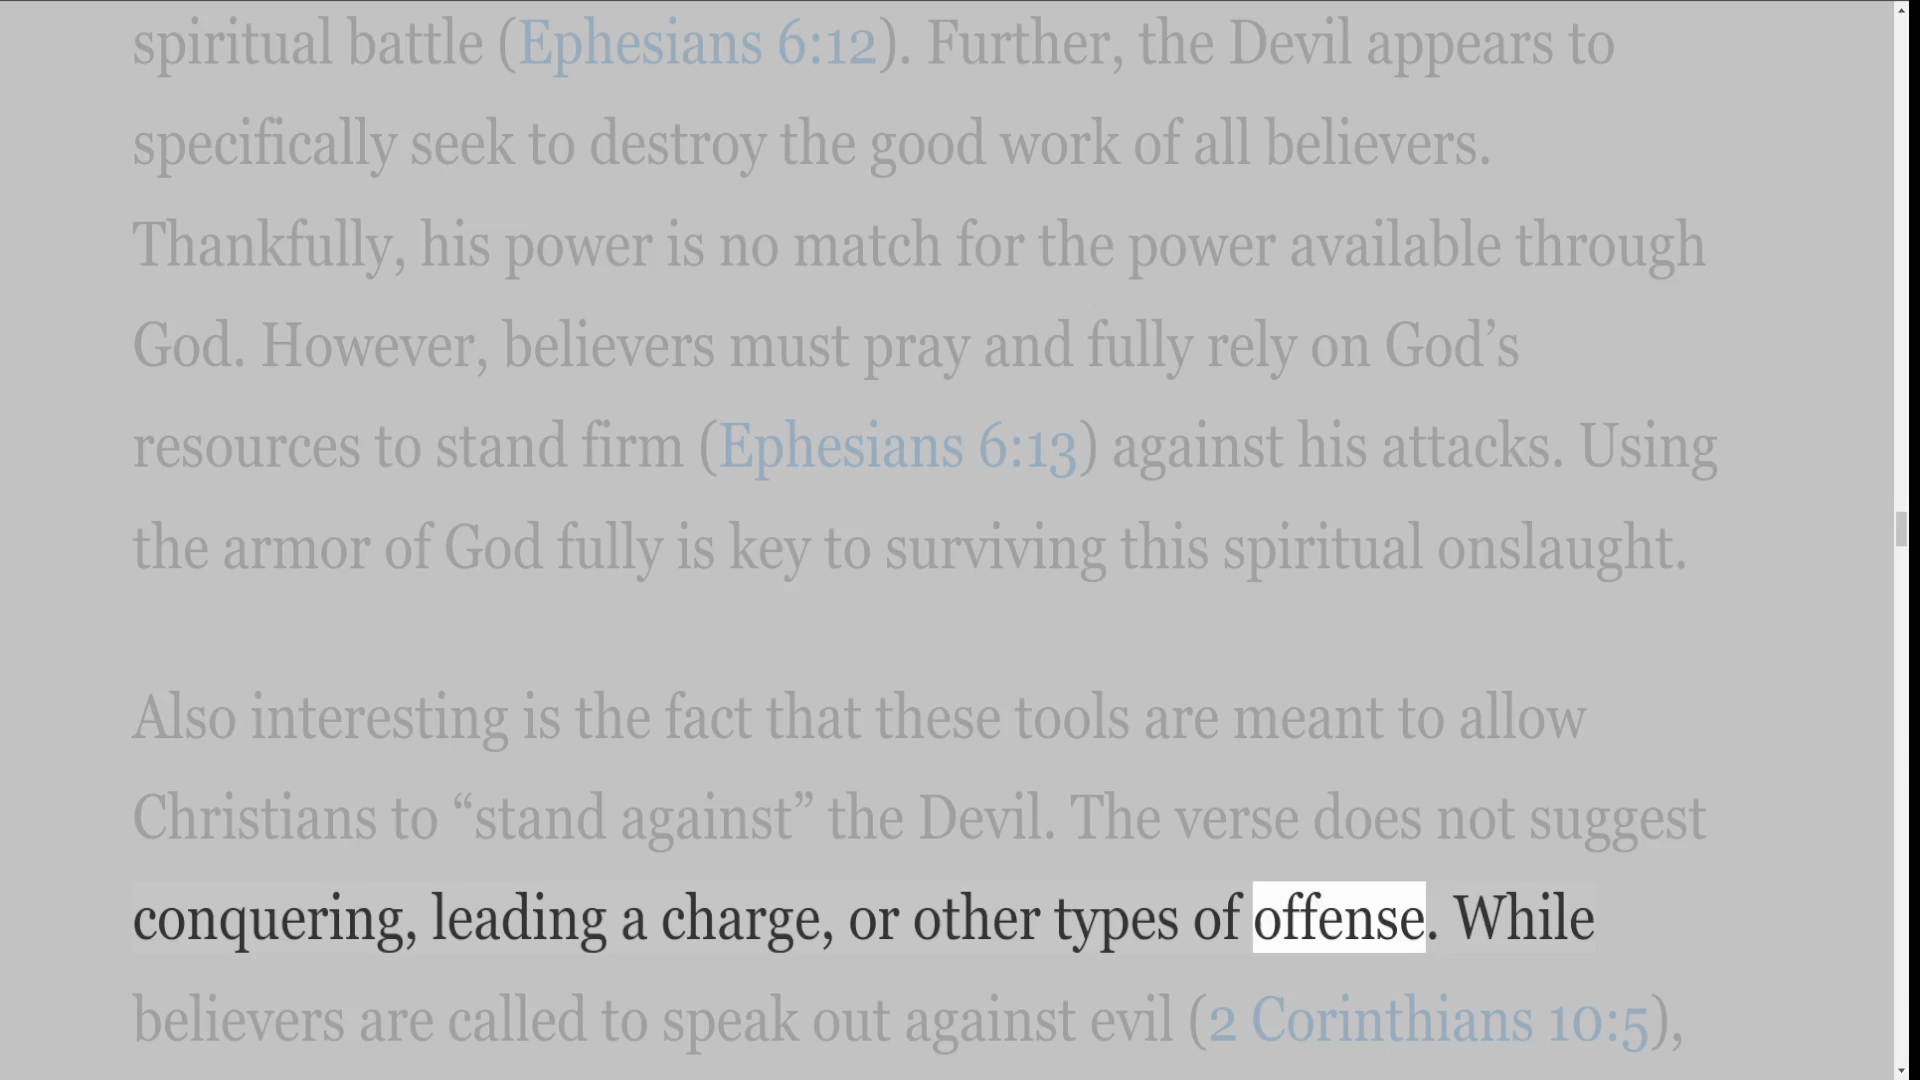 spiritual battle (Ephesians 6:12). Further, the Devil appears to
specifically seek to destroy the good work of all believers.
Thankfully, his power is no match for the power available through
God. However, believers must pray and fully rely on God’s
resources to stand firm (Ephesians 6:13) against his attacks. Using
the armor of God fully is key to surviving this spiritual onslaught.
Also interesting is the fact that these tools are meant to allow
Christians to “stand against” the Devil. The verse does not suggest
conquering, leading a charge, or other types of offense. While
believers are called to speak out against evil (2 Corinthians 10:5),